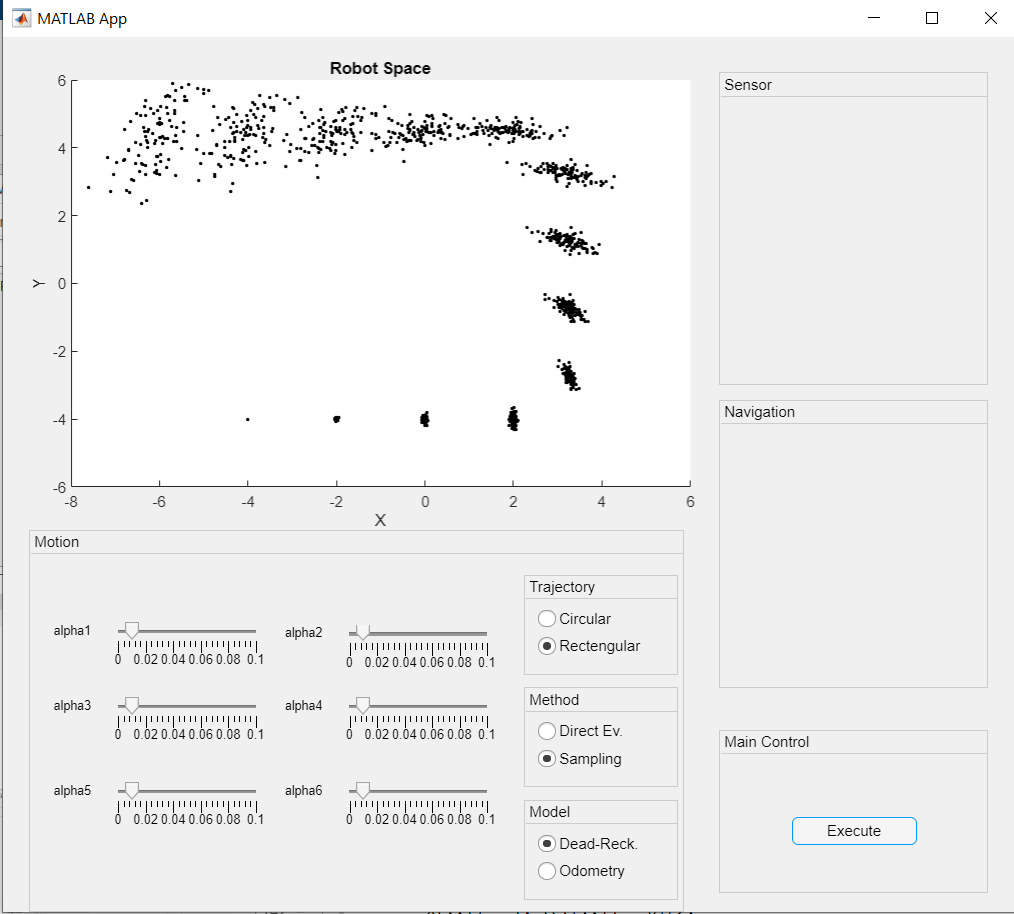 MATLAB App
Robot Space
6
4
2
0
-2
-4
-6
Y
-8 -6 -4 -2 0 2 4 6
X
Sensor
Navigation
Motion
alpha1
0 0.02 0.04 0.06 0.08 0.1
alpha2
0 0.02 0.04 0.06 0.08 0.1
alpha3
0 0.02 0.04 0.06 0.08 0.1
alpha4
0 0.02 0.04 0.06 0.08 0.1
alpha5
0 0.02 0.04 0.06 0.08 0.1
alpha6
0 0.02 0.04 0.06 0.08 0.1
Trajectory
Circular
Rectengular
Method
Direct Ev.
Sampling
Model
Dead-Reck.
Odometry
Main Control
Execute